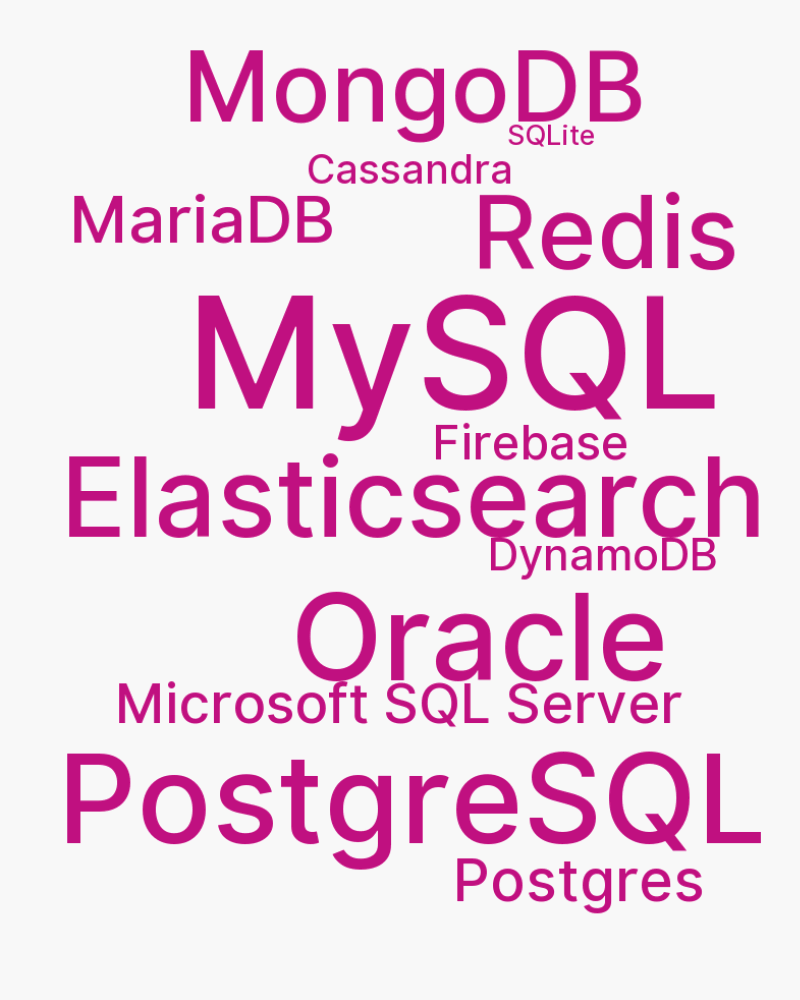 MongoDB
SQLite
Cassandra
MariaDB
Redis
MySQL
Firebase
Elasticsearch
DynamoDB
Oracle
Microsoft SQL Server
PostgreSQL
Postgres